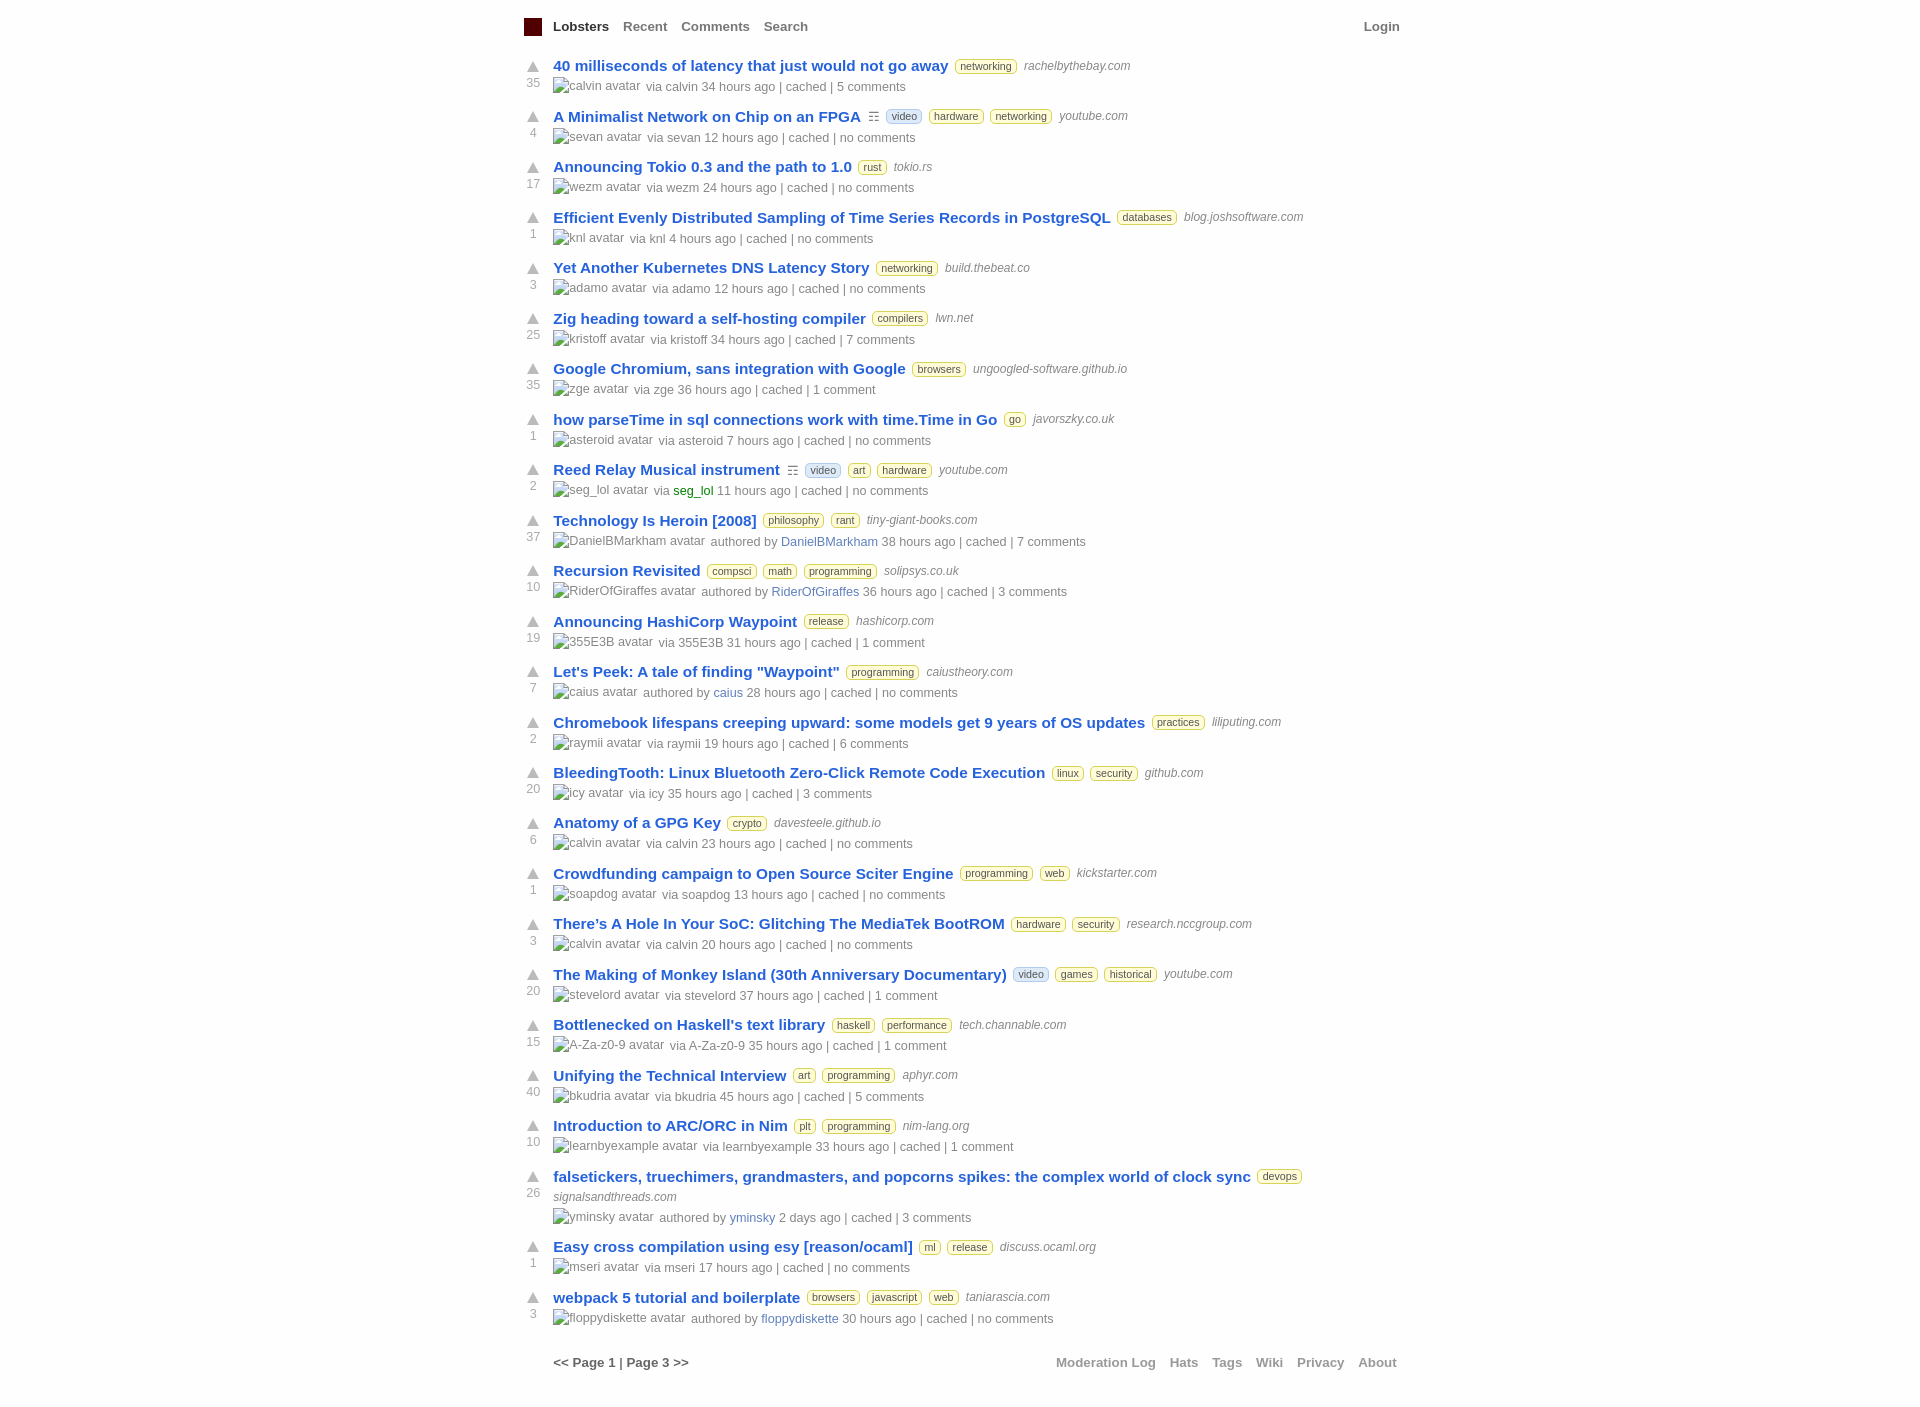 Lobsters Recent Comments Search Login
40 milliseconds of latency that just would not go away networking rachelbythebay.com
35
calvin avatar via calvin 34 hours ago | cached | 5 comments
A Minimalist Network on Chip on an FPGA ☶ video hardware networking youtube.com
4
sevan avatar via sevan 12 hours ago | cached | no comments
Announcing Tokio 0.3 and the path to 1.0 rust tokio.rs
17
wezm avatar via wezm 24 hours ago | cached | no comments
Efficient Evenly Distributed Sampling of Time Series Records in PostgreSQL databases blog.joshsoftware.com
1
knl avatar via knl 4 hours ago | cached | no comments
Yet Another Kubernetes DNS Latency Story networking build.thebeat.co
3
adamo avatar via adamo 12 hours ago | cached | no comments
Zig heading toward a self-hosting compiler compilers lwn.net
25
kristoff avatar via kristoff 34 hours ago | cached | 7 comments
Google Chromium, sans integration with Google browsers ungoogled-software.github.io
35
zge avatar via zge 36 hours ago | cached | 1 comment
how parseTime in sql connections work with time.Time in Go go javorszky.co.uk
1
asteroid avatar via asteroid 7 hours ago | cached | no comments
Reed Relay Musical instrument ☶ video art hardware youtube.com
2
seg_lol avatar via seg_lol 11 hours ago | cached | no comments
Technology Is Heroin [2008] philosophy rant tiny-giant-books.com
37
DanielBMarkham avatar authored by DanielBMarkham 38 hours ago | cached | 7 comments
Recursion Revisited compsci math programming solipsys.co.uk
10
RiderOfGiraffes avatar authored by RiderOfGiraffes 36 hours ago | cached | 3 comments
Announcing HashiCorp Waypoint release hashicorp.com
19
355E3B avatar via 355E3B 31 hours ago | cached | 1 comment
Let's Peek: A tale of finding "Waypoint" programming caiustheory.com
7
caius avatar authored by caius 28 hours ago | cached | no comments
Chromebook lifespans creeping upward: some models get 9 years of OS updates practices liliputing.com
2
raymii avatar via raymii 19 hours ago | cached | 6 comments
BleedingTooth: Linux Bluetooth Zero-Click Remote Code Execution linux security github.com
20
icy avatar via icy 35 hours ago | cached | 3 comments
Anatomy of a GPG Key crypto davesteele.github.io
6
calvin avatar via calvin 23 hours ago | cached | no comments
Crowdfunding campaign to Open Source Sciter Engine programming web kickstarter.com
1
soapdog avatar via soapdog 13 hours ago | cached | no comments
There’s A Hole In Your SoC: Glitching The MediaTek BootROM hardware security research.nccgroup.com
3
calvin avatar via calvin 20 hours ago | cached | no comments
The Making of Monkey Island (30th Anniversary Documentary) video games historical youtube.com
20
stevelord avatar via stevelord 37 hours ago | cached | 1 comment
Bottlenecked on Haskell's text library haskell performance tech.channable.com
15
A-Za-z0-9 avatar via A-Za-z0-9 35 hours ago | cached | 1 comment
Unifying the Technical Interview art programming aphyr.com
40
bkudria avatar via bkudria 45 hours ago | cached | 5 comments
Introduction to ARC/ORC in Nim plt programming nim-lang.org
10
learnbyexample avatar via learnbyexample 33 hours ago | cached | 1 comment
falsetickers, truechimers, grandmasters, and popcorns spikes: the complex world of clock sync devops
26
signalsandthreads.com
yminsky avatar authored by yminsky 2 days ago | cached | 3 comments
Easy cross compilation using esy [reason/ocaml] ml release discuss.ocaml.org
1
mseri avatar via mseri 17 hours ago | cached | no comments
webpack 5 tutorial and boilerplate browsers javascript web taniarascia.com
3
floppydiskette avatar authored by floppydiskette 30 hours ago | cached | no comments
<< Page 1 | Page 3 >> Moderation Log Hats Tags Wiki Privacy About